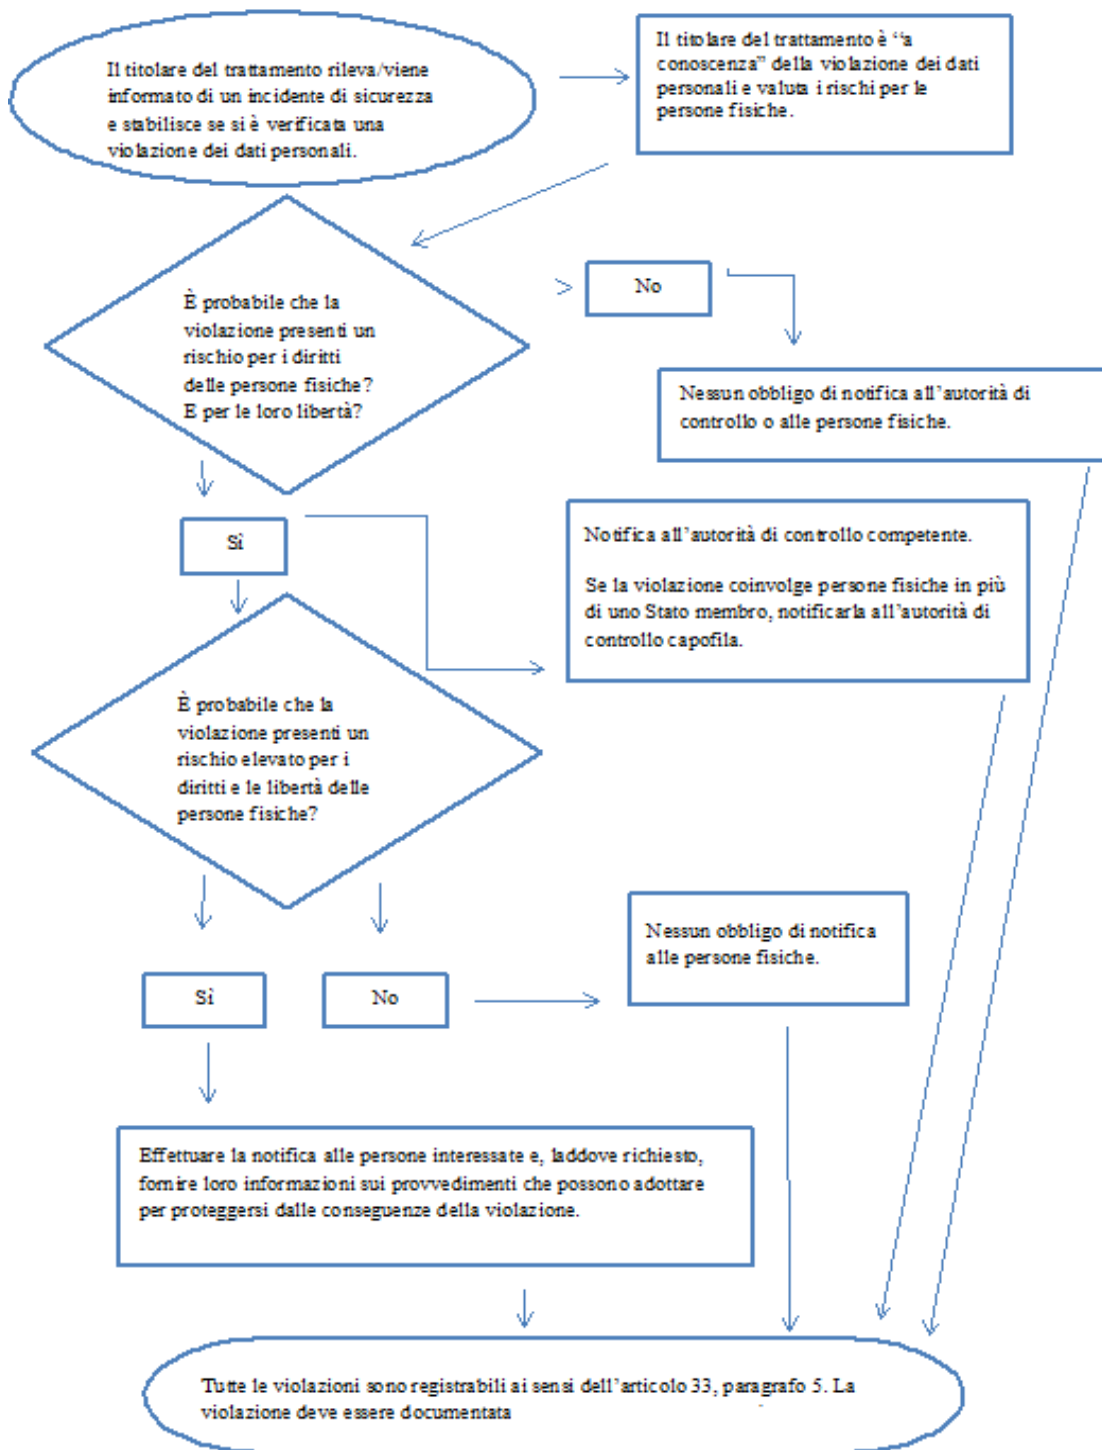 Il titolare del trattamento rileva/viene
informato di un incidente di sicurezza
e stabilisce se si è verificata una
violazione dei dati personali.
Il titolare del trattamento è “a
conoscenza” della violazione dei dati
personali e valuta i rischi per le
persone fisiche.
È probabile che la
violazione presenti un
rischio per i diritti
delle persone fisiche?
E per le loro libertà?
No
Nessun obbligo di notifica all’autorità di
controllo o alle persone fisiche.
Sì
Notifica all’autorità di controllo competente.
Se la violazione coinvolge persone fisiche in più
di uno Stato membro, notificarla all’autorità di
controllo capofila.
È probabile che la
violazione presenti un
rischio elevato per i
diritti e le libertà delle
persone fisiche?
Sì
No
Nessun obbligo di notifica
alle persone fisiche.
Effettuare la notifica alle persone interessate e, laddove richiesto,
fornire loro informazioni sui provvedimenti che possono adottare
per proteggersi dalle conseguenze della violazione.
Tutte le violazioni sono registrabili ai sensi dell’articolo 33, paragrafo 5. La
violazione deve essere documentata